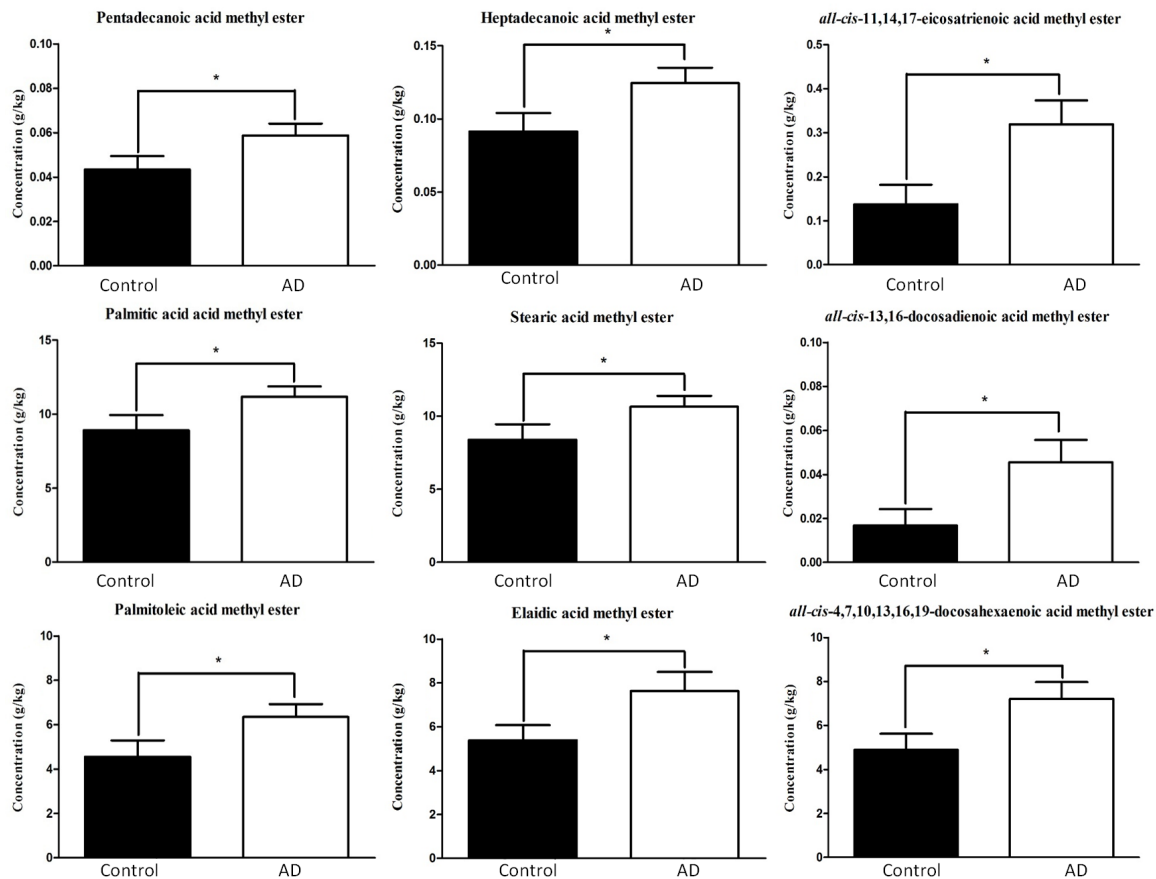 Pentadecanoic acid methyl ester
Concentration (g/kg)
0.10
0.08
0.06
0.04
0.02
0.00
*
Control AD
Heptadecanoic acid methyl ester
Concentration (g/kg)
0.15
0.10
0.05
0.00
*
Control AD
all-cis-11,14,17-eicosatrienoic acid methyl ester
Concentration (g/kg)
0.5
0.4
0.3
0.2
0.1
0.0
*
Control AD
Palmitic acid acid methyl ester
Concentration (g/kg)
15
10
5
0
*
Control AD
Stearic acid methyl ester
Concentration (g/kg)
15
10
5
0
*
Control AD
all-cis-13,16-docosadienoic acid methyl ester
Concentration (g/kg)
0.10
0.08
0.06
0.04
0.02
0.00
*
Control AD
Palmitoleic acid methyl ester
Concentration (g/kg)
10
8
6
4
2
0
*
Control AD
Elaidic acid methyl ester
Concentration (g/kg)
10
8
6
4
2
0
*
Control AD
all-cis-4,7,10,13,16,19-docosahexaenoic acid methyl ester
Concentration (g/kg)
10
8
6
4
2
0
*
Control AD